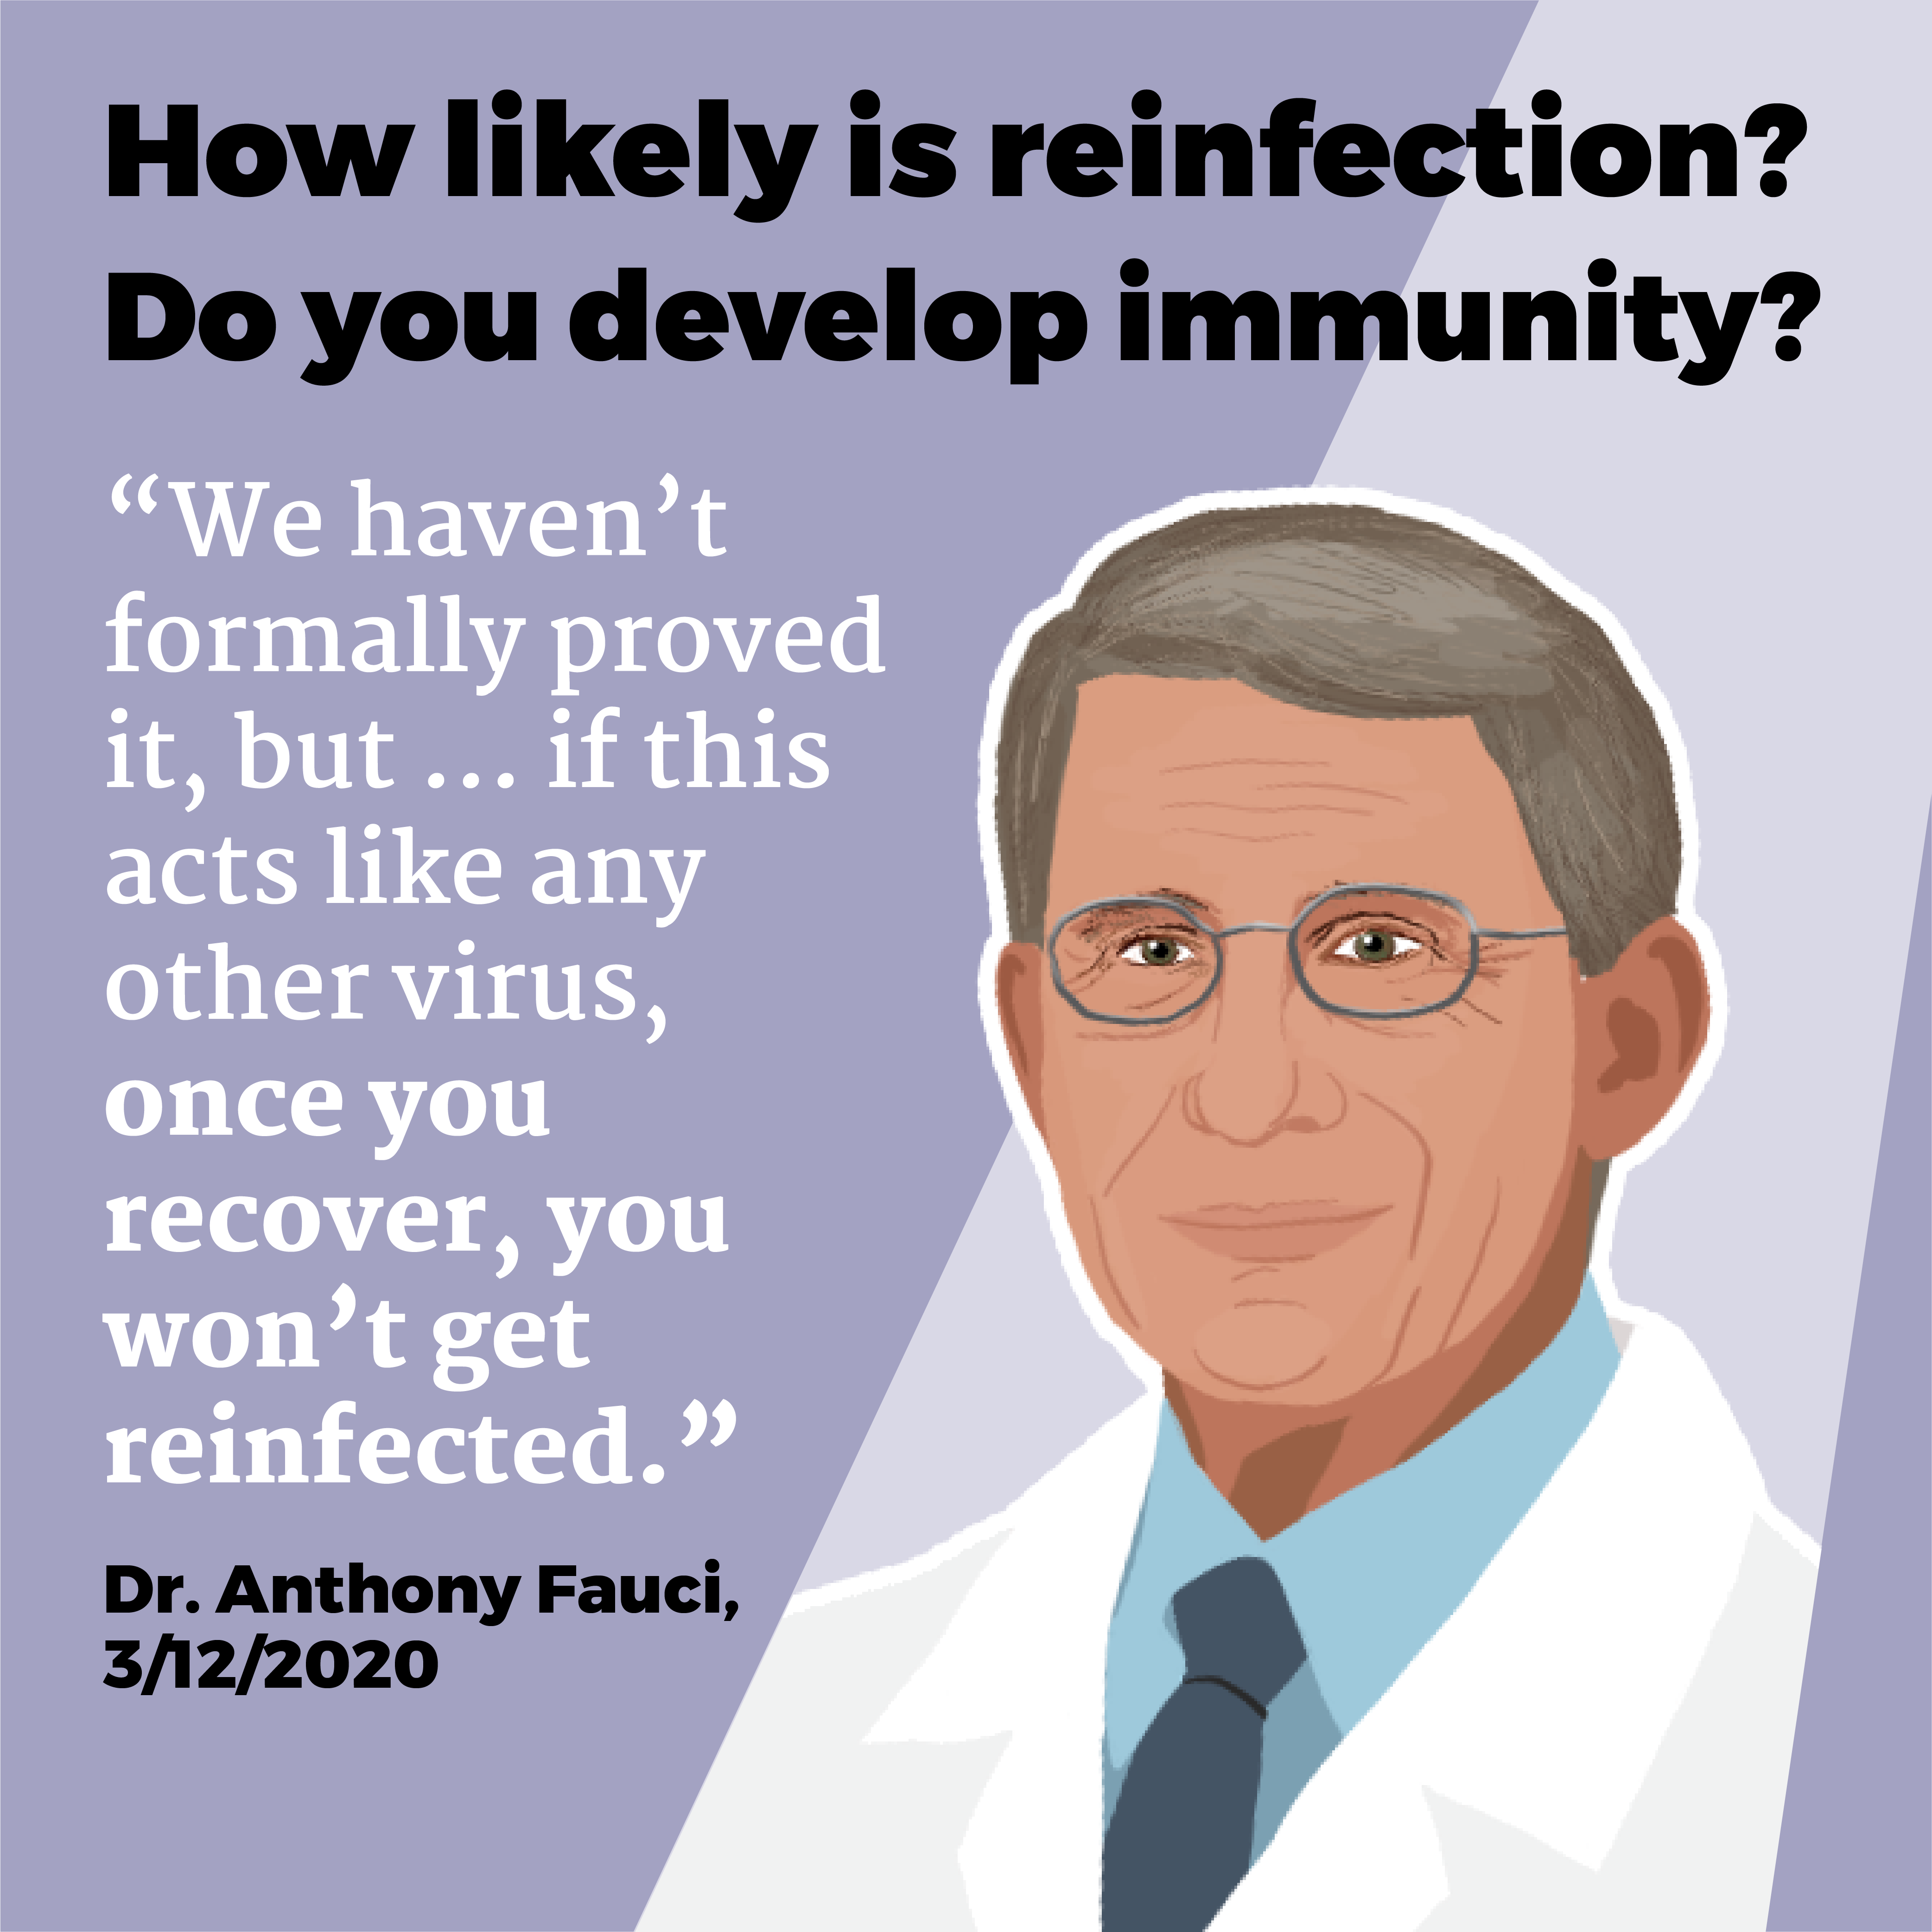 How likely is reinfection?
Do you develop immunity?
“We haven’t
formally proved
it, but ... if this
acts like any
other virus,
once you
recover, you
won’t get
reinfected.”
Dr. Anthony Fauci,
3/12/2020